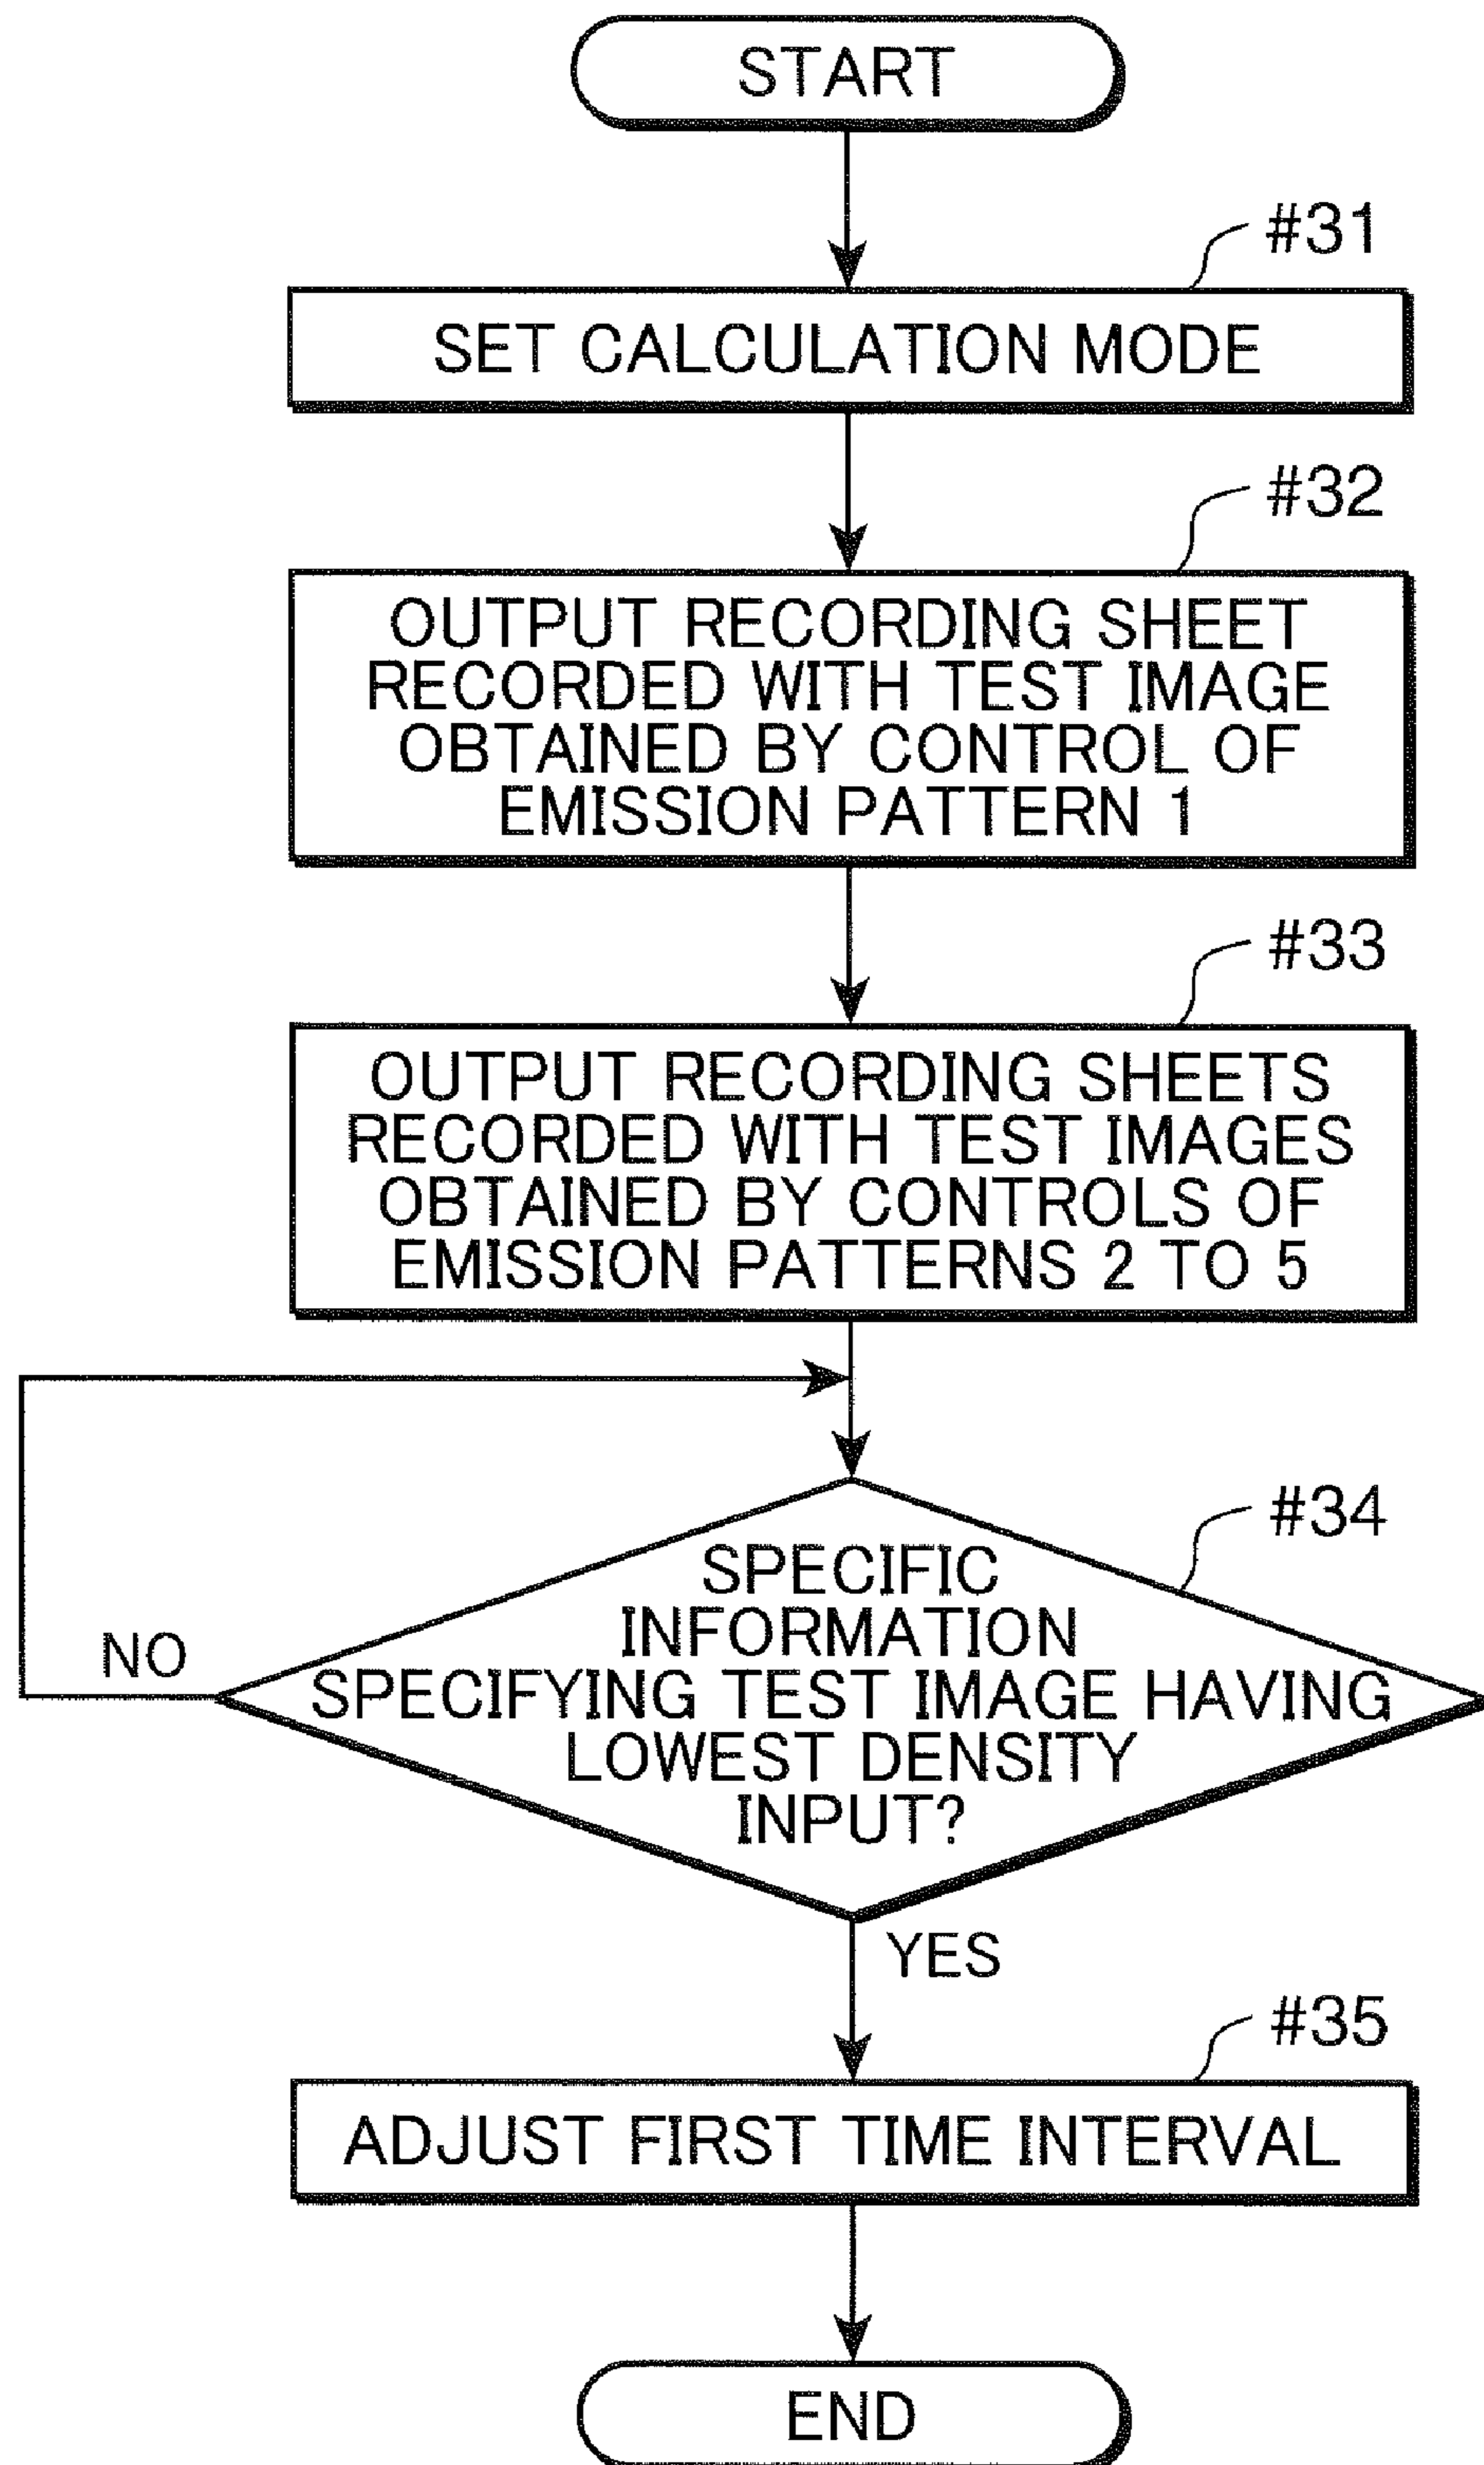 START
#31
SET CALCULATION MODE
#32
OUTPUT RECORDING SHEET
RECORDED WITH TEST IMAGE
OBTAINED BY CONTROL OF
EMISSION PATTERN 1
#33
OUTPUT RECORDING SHEETS
RECORDED WITH TEST IMAGES
OBTAINED BY CONTROLS OF
EMISSION PATTERNS 2 TO 5
#34
SPECIFIC
INFORMATION
SPECIFYING TEST IMAGE HAVING
LOWEST DENSITY
INPUT?
NO
YES
#35
ADJUST FIRST TIME INTERVAL
END